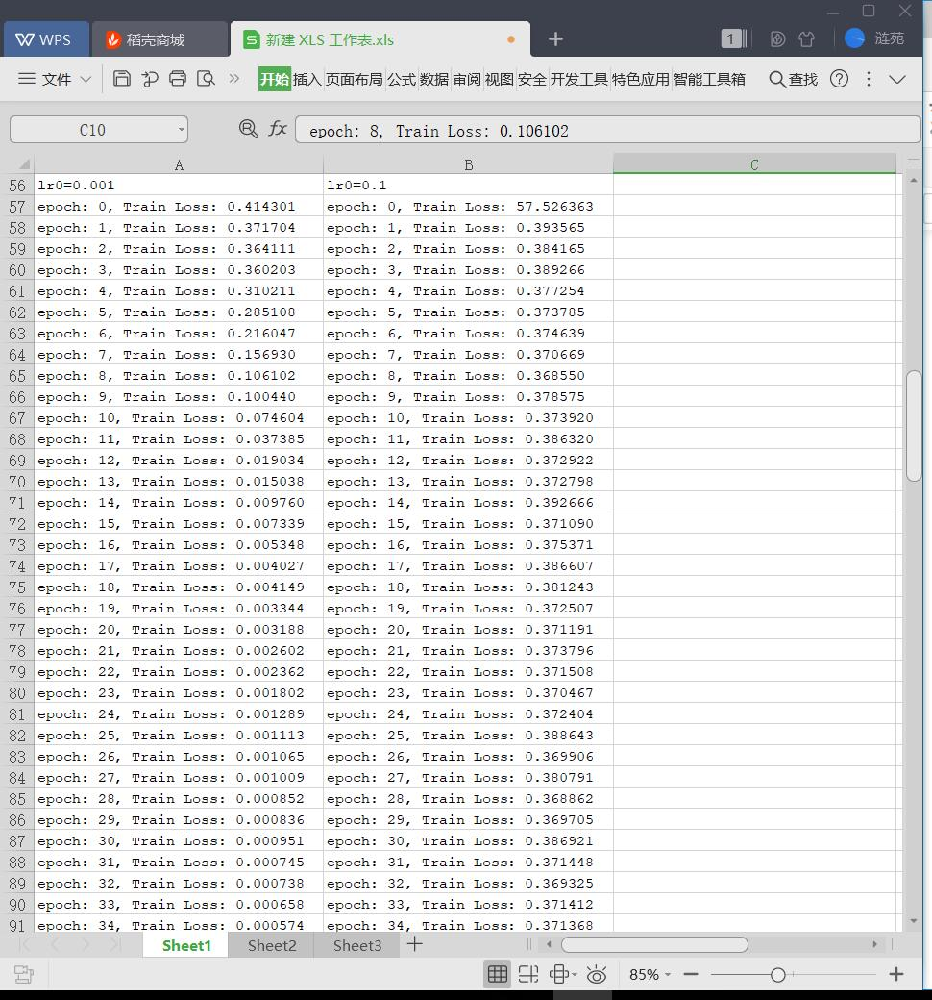 WPS 稻壳商城 新建 XLS 工作表.xls 1 涟苑
文件 开始 插入 页面布局 公式 数据 审阅 视图 安全 开发工具 特色应用 智能工具箱 查找
C10 fx epoch: 8, Train Loss: 0.106102
A B C
56 lr0=0.001 lr0=0.1
57 epoch: 0, Train Loss: 0.414301 epoch: 0, Train Loss: 57.526363
58 epoch: 1, Train Loss: 0.371704 epoch: 1, Train Loss: 0.393565
59 epoch: 2, Train Loss: 0.364111 epoch: 2, Train Loss: 0.384165
60 epoch: 3, Train Loss: 0.360203 epoch: 3, Train Loss: 0.389266
61 epoch: 4, Train Loss: 0.310211 epoch: 4, Train Loss: 0.377254
62 epoch: 5, Train Loss: 0.285108 epoch: 5, Train Loss: 0.373785
63 epoch: 6, Train Loss: 0.216047 epoch: 6, Train Loss: 0.374639
64 epoch: 7, Train Loss: 0.156930 epoch: 7, Train Loss: 0.370669
65 epoch: 8, Train Loss: 0.106102 epoch: 8, Train Loss: 0.368550
66 epoch: 9, Train Loss: 0.100440 epoch: 9, Train Loss: 0.378575
67 epoch: 10, Train Loss: 0.074604 epoch: 10, Train Loss: 0.373920
68 epoch: 11, Train Loss: 0.037385 epoch: 11, Train Loss: 0.386320
69 epoch: 12, Train Loss: 0.019034 epoch: 12, Train Loss: 0.372922
70 epoch: 13, Train Loss: 0.015038 epoch: 13, Train Loss: 0.372798
71 epoch: 14, Train Loss: 0.009760 epoch: 14, Train Loss: 0.392666
72 epoch: 15, Train Loss: 0.007339 epoch: 15, Train Loss: 0.371090
73 epoch: 16, Train Loss: 0.005348 epoch: 16, Train Loss: 0.375371
74 epoch: 17, Train Loss: 0.004027 epoch: 17, Train Loss: 0.386607
75 epoch: 18, Train Loss: 0.004149 epoch: 18, Train Loss: 0.381243
76 epoch: 19, Train Loss: 0.003344 epoch: 19, Train Loss: 0.372507
77 epoch: 20, Train Loss: 0.003188 epoch: 20, Train Loss: 0.371191
78 epoch: 21, Train Loss: 0.002602 epoch: 21, Train Loss: 0.373796
79 epoch: 22, Train Loss: 0.002362 epoch: 22, Train Loss: 0.371508
80 epoch: 23, Train Loss: 0.001802 epoch: 23, Train Loss: 0.370467
81 epoch: 24, Train Loss: 0.001289 epoch: 24, Train Loss: 0.372404
82 epoch: 25, Train Loss: 0.001113 epoch: 25, Train Loss: 0.388643
83 epoch: 26, Train Loss: 0.001065 epoch: 26, Train Loss: 0.369906
84 epoch: 27, Train Loss: 0.001009 epoch: 27, Train Loss: 0.380791
85 epoch: 28, Train Loss: 0.000852 epoch: 28, Train Loss: 0.368862
86 epoch: 29, Train Loss: 0.000836 epoch: 29, Train Loss: 0.369705
87 epoch: 30, Train Loss: 0.000951 epoch: 30, Train Loss: 0.386921
88 epoch: 31, Train Loss: 0.000745 epoch: 31, Train Loss: 0.371448
89 epoch: 32, Train Loss: 0.000738 epoch: 32, Train Loss: 0.369325
90 epoch: 33, Train Loss: 0.000658 epoch: 33, Train Loss: 0.371412
91 epoch: 34, Train Loss: 0.000574 epoch: 34, Train Loss: 0.371368
Sheet1 Sheet2 Sheet3
85%